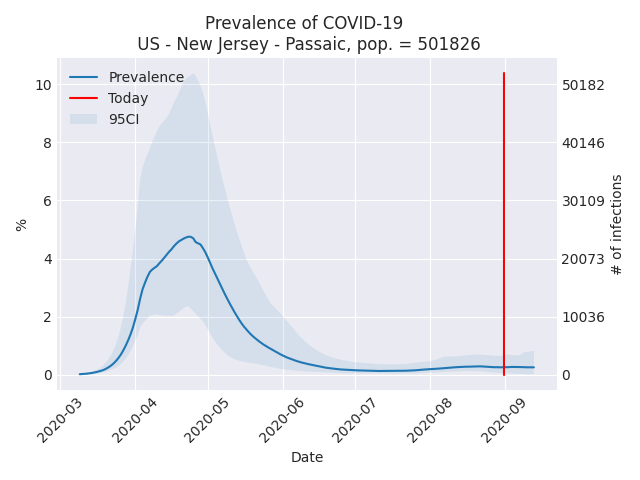 Prevalence of COVID-19
US - New Jersey - Passaic, pop. = 501826
Prevalence
Today
95CI
10
8
6
4
2
0
%
50182
40146
30109
20073
10036
0
# of infections
2020-03
2020-04
2020-05
2020-06
2020-07
2020-08
2020-09
Date